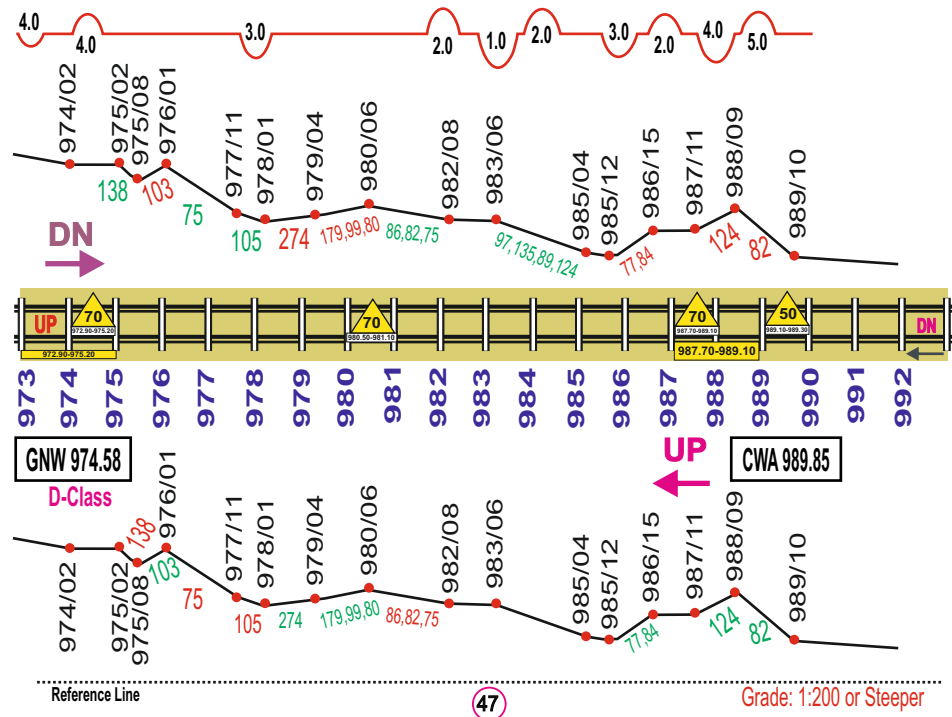 4.0 4.0 3.0 2.0 1.0 2.0 3.0 2.0 4.0 5.0
974/02 975/02 975/08 976/01 977/11 978/01 979/04 980/06 982/08 983/06 985/04 985/12 986/15 987/11 988/09 989/10
138 103 75 105 274 179,99,80 86,82,75 97,135,89,124 77,84 124 82
DN
UP 70 70 70 50 DN
972.90-975.20 980.50-981.10 987.70-989.10 989.10-989.30
972.90-975.20 987.70-989.10
973 974 975 976 977 978 979 980 981 982 983 984 985 986 987 988 989 990 991 992
GNW 974.58 UP CWA 989.85
D-Class
974/02 975/02 975/08 976/01 977/11 978/01 979/04 980/06 982/08 983/06 985/04 985/12 986/15 987/11 988/09 989/10
138 103 75 105 274 179,99,80 86,82,75 77,84 124 82
Reference Line 47 Grade: 1:200 or Steeper